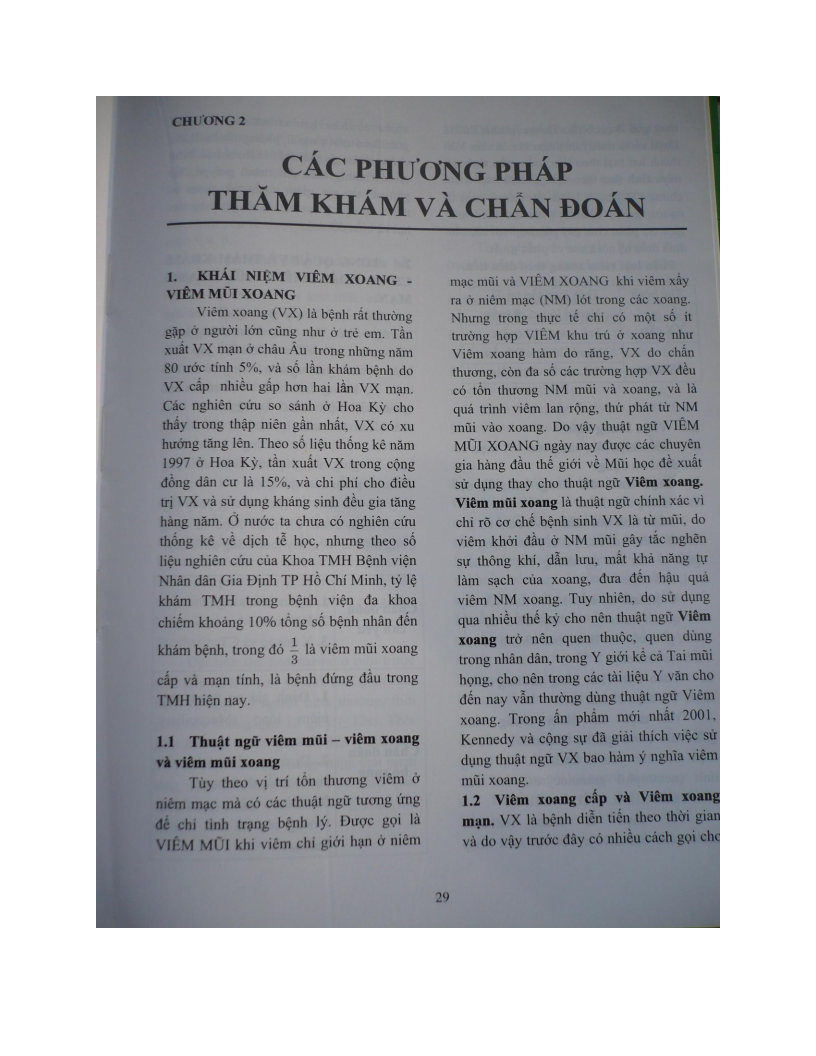 CHƯƠNG 2
CÁC PHƯƠNG PHÁP
THĂM KHÁM VÀ CHẨN ĐOÁN
1. KHÁI NIỆM VIÊM XOANG -
VIÊM MŨI XOANG
Viêm xoang (VX) là bệnh rất thường
gặp ở người lớn cũng như ở trẻ em. Tần
xuất VX mạn ở châu Âu trong những năm
80 ước tính 5%, và số lần khám bệnh do
VX cấp nhiều gấp hơn hai lần VX mạn.
Các nghiên cứu so sánh ở Hoa Kỳ cho
thấy trong thập niên gần nhất, VX có xu
hướng tăng lên. Theo số liệu thống kê năm
1997 ở Hoa Kỳ, tần xuất VX trong cộng
đồng dân cư là 15%, và chi phí cho điều
trị VX và sử dụng kháng sinh đều gia tăng
hàng năm. Ở nước ta chưa có nghiên cứu
thống kê về dịch tễ học, nhưng theo số
liệu nghiên cứu của Khoa TMH Bệnh viện
Nhân dân Gia Định TP Hồ Chí Minh, tỷ lệ
khám TMH trong bệnh viện đa khoa
chiếm khoảng 10% tổng số bệnh nhân đến
khám bệnh, trong đó 1/3 là viêm mũi xoang
cấp và mạn tính, là bệnh đứng đầu trong
TMH hiện nay.
1.1 Thuật ngữ viêm mũi – viêm xoang
và viêm mũi xoang
Tùy theo vị trí tổn thương viêm ở
niêm mạc mà có các thuật ngữ tương ứng
để chỉ tình trạng bệnh lý. Được gọi là
VIÊM MŨI khi viêm chỉ giới hạn ở niêm
mạc mũi và VIÊM XOANG khi viêm xẩy
ra ở niêm mạc (NM) lót trong các xoang.
Nhưng trong thực tế chỉ có một số ít
trường hợp VIÊM khu trú ở xoang như
Viêm xoang hàm do răng, VX do chấn
thương, còn đa số các trường hợp VX đều
có tổn thương NM mũi và xoang, và là
quá trình viêm lan rộng, thứ phát từ NM
mũi vào xoang. Do vậy thuật ngữ VIÊM
MŨI XOANG ngày nay được các chuyên
gia hàng đầu thế giới về Mũi học đề xuất
sử dụng thay cho thuật ngữ Viêm xoang.
Viêm mũi xoang là thuật ngữ chính xác vì
chỉ rõ cơ chế bệnh sinh VX là từ mũi, do
viêm khởi đầu ở NM mũi gây tắc nghẽn
sự thông khí, dẫn lưu, mất khả năng tự
làm sạch của xoang, đưa đến hậu quả
viêm NM xoang. Tuy nhiên, do sử dụng
qua nhiều thế kỷ cho nên thuật ngữ Viêm
xoang trở nên quen thuộc, quen dùng
trong nhân dân, trong Y giới kể cả Tai mũi
họng, cho nên trong các tài liệu Y văn cho
đến nay vẫn thường dùng thuật ngữ Viêm
xoang. Trong ấn phẩm mới nhất 2001,
Kennedy và cộng sự đã giải thích việc sử
dụng thuật ngữ VX bao hàm ý nghĩa viêm
mũi xoang.
1.2 Viêm xoang cấp và Viêm xoang
mạn. VX là bệnh diễn tiến theo thời gian
và do vậy trước đây có nhiều cách gọi cho
29